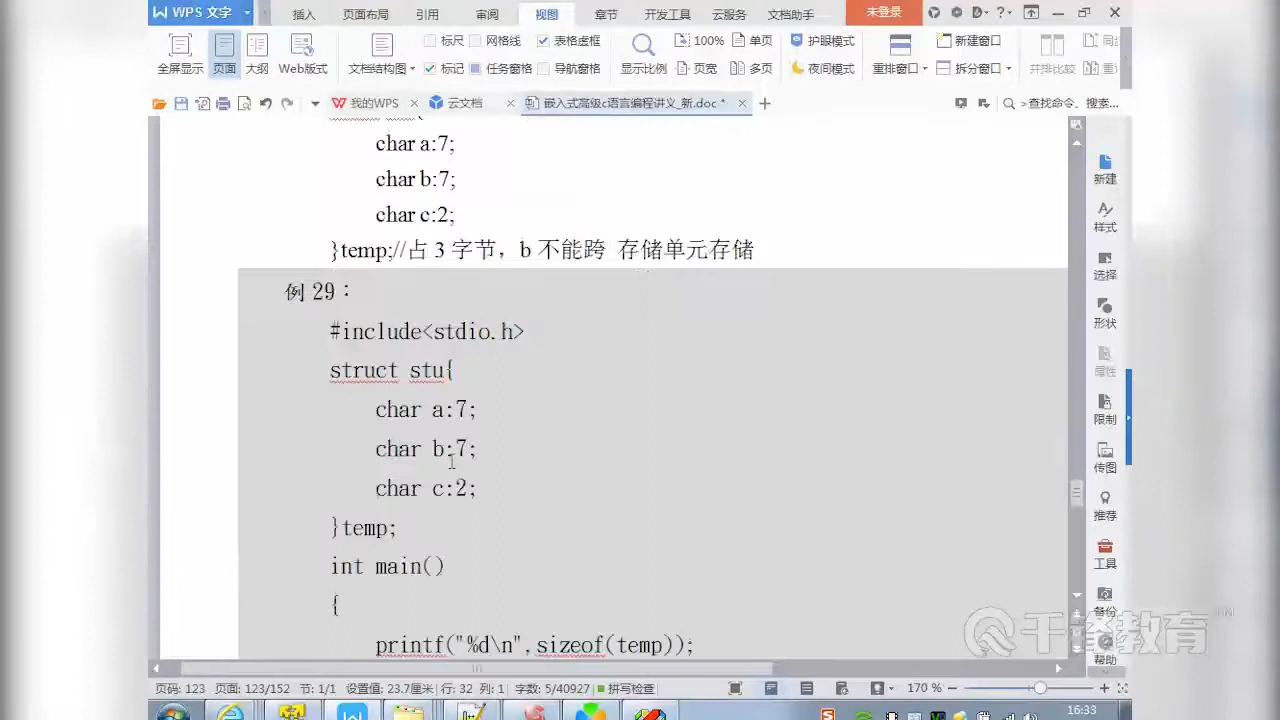 WPS 文字 插入 页面布局 引用 审阅 视图 章节 开发工具 云服务 文档助手 未登录
标尺 网格线 表格虚框 100% 单页 护眼模式 新建窗口
全屏显示 页面 大纲 Web版式 文档结构图 标记 任务窗格 导航窗格 显示比例 页宽 多页 夜间模式 重排窗口 拆分窗口 并排比较
我的WPS 云文档 嵌入式高级c语言编程讲义_新.doc * 查找命令、搜索...
char a:7;
char b:7;
char c:2;
}temp;//占 3 字节，b 不能跨 存储单元存储
例 29：
#include<stdio.h>
struct stu{
char a:7;
char b:7;
char c:2;
}temp;
int main()
{
printf("%d\n",sizeof(temp));
新建
样式
选择
形状
属性
限制
传图
推荐
工具
备份
帮助
千锋教育
页码: 123 页面: 123/152 节: 1/1 设置值: 23.7厘米 行: 32 列: 1 字数: 5/40927 拼写检查 170 %
16:33